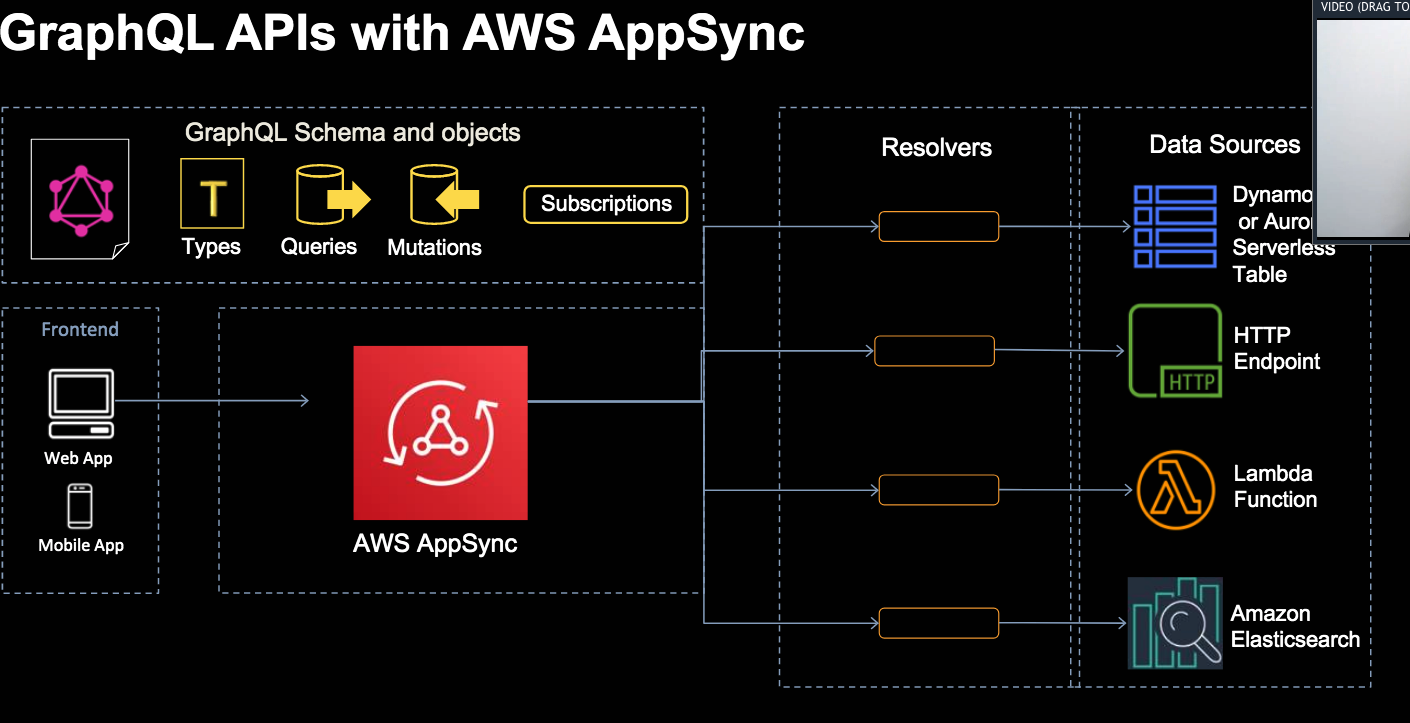 GraphQL APIs with AWS AppSync
VIDEO (DRAG TO
GraphQL Schema and objects
T
Types
Queries
Mutations
Subscriptions
Resolvers
Data Sources
Dynamo
or Auror
Serverless
Table
Frontend
Web App
Mobile App
AWS AppSync
HTTP
HTTP
Endpoint
Lambda
Function
Amazon
Elasticsearch